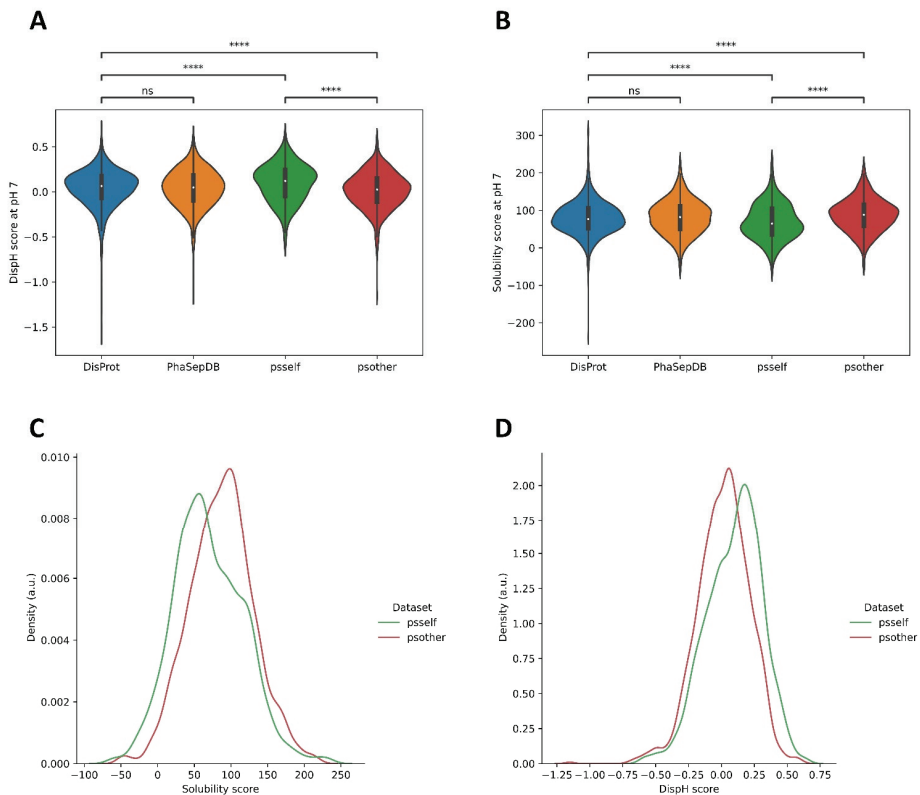 A
****
****
ns
****
DispH score at pH 7
0.5
0.0
−0.5
−1.0
−1.5
DisProt
PhaSepDB
psself
psother
B
****
****
ns
****
Solubility score at pH 7
300
200
100
0
−100
−200
DisProt
PhaSepDB
psself
psother
C
Density (a.u.)
0.010
0.008
0.006
0.004
0.002
0.000
−100 −50 0 50 100 150 200 250
Solubility score
Dataset
psself
psother
D
Density (a.u.)
2.00
1.75
1.50
1.25
1.00
0.75
0.50
0.25
0.00
−1.25 −1.00 −0.75 −0.50 −0.25 0.00 0.25 0.50 0.75
DispH score
Dataset
psself
psother